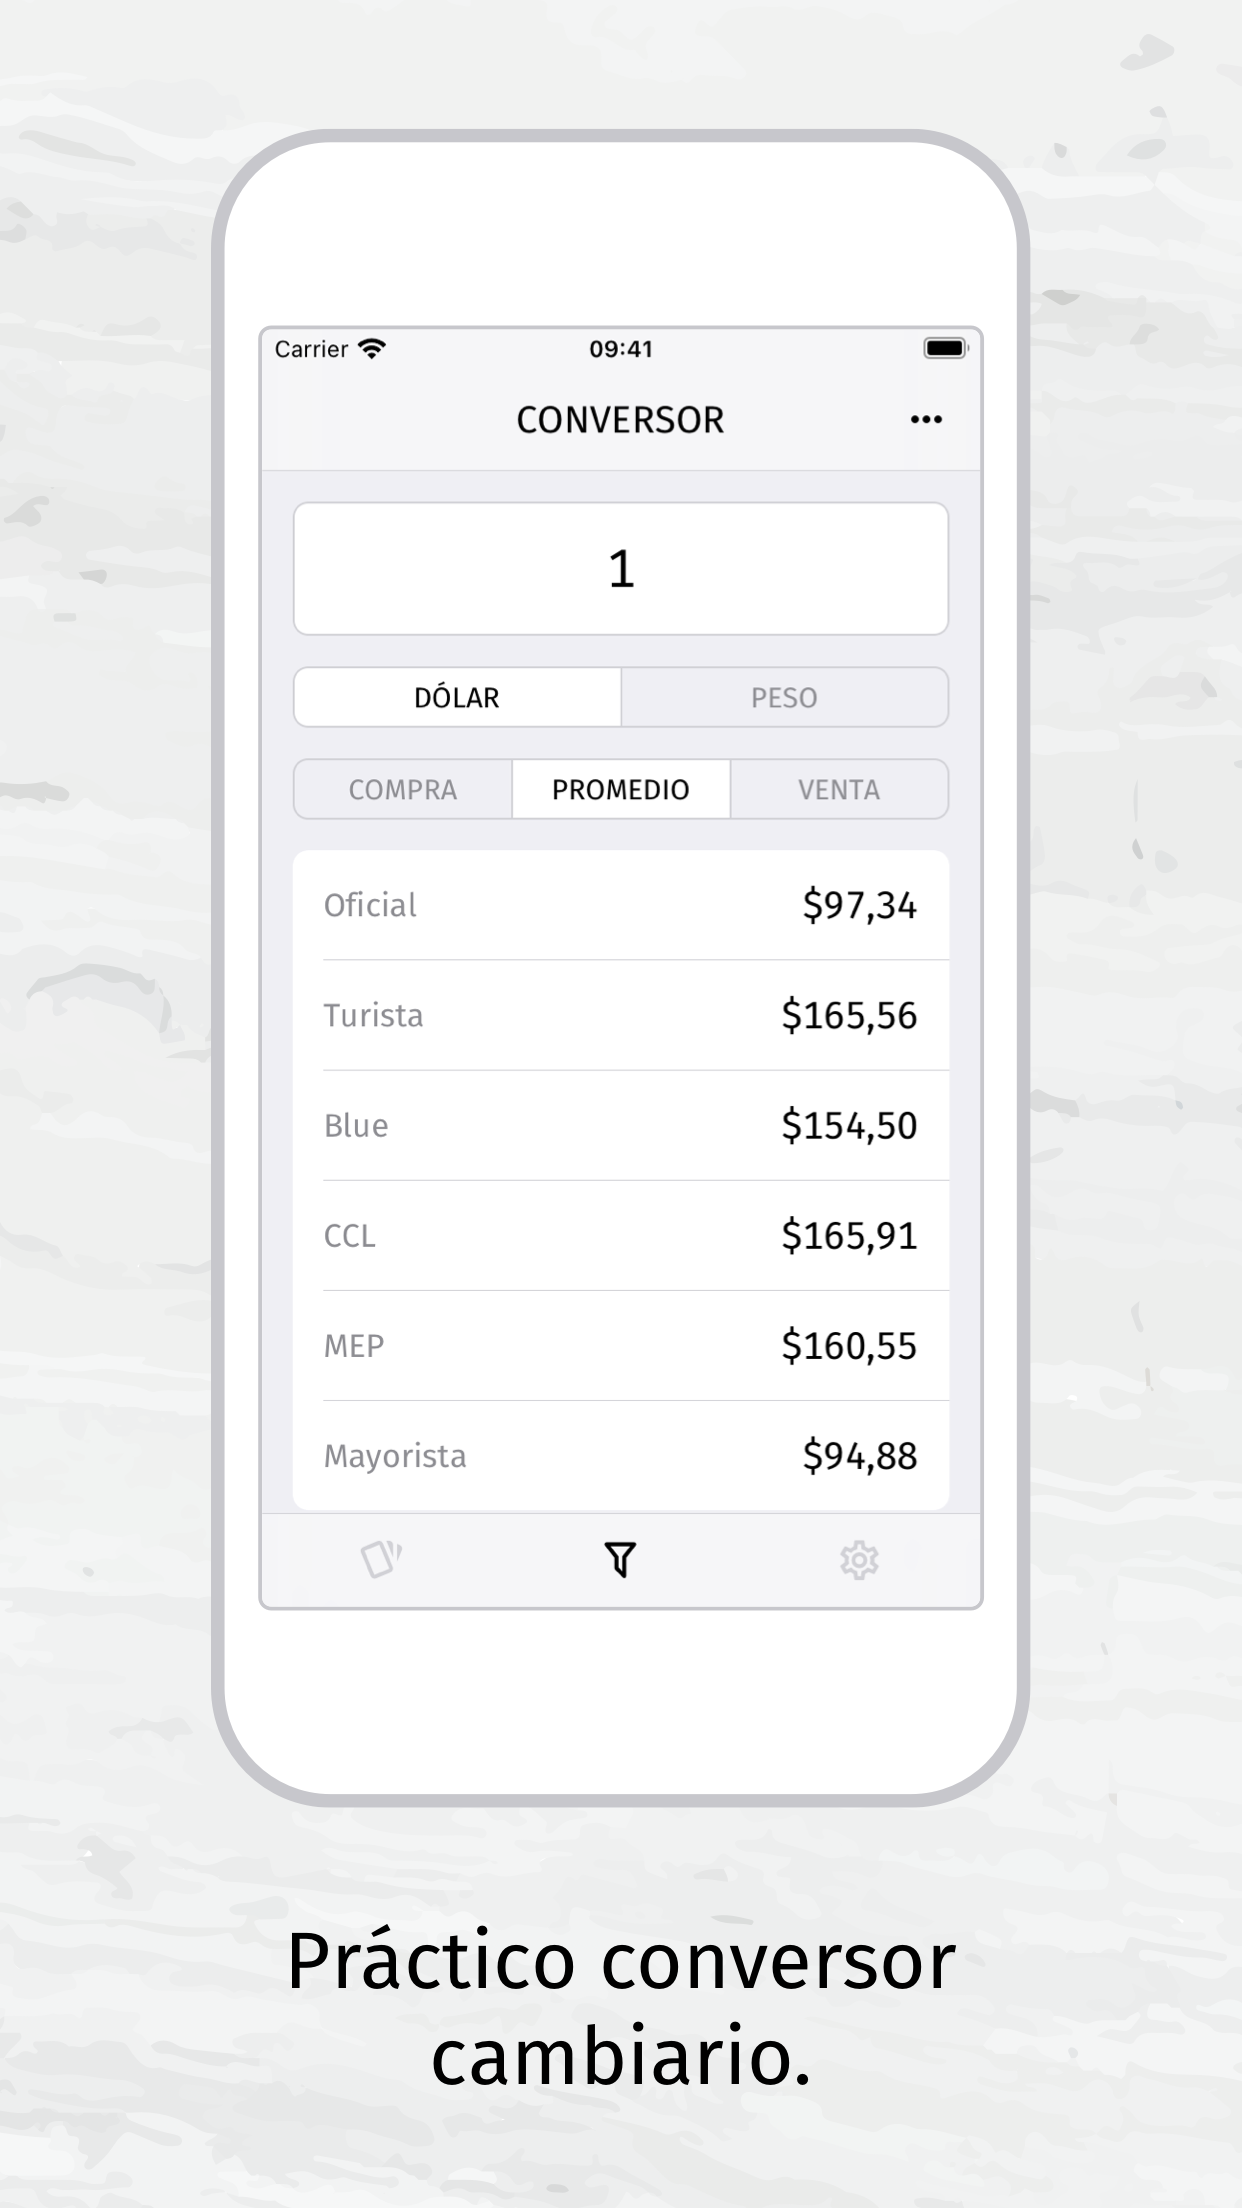 Carrier 09:41
CONVERSOR
1
DÓLAR PESO
COMPRA PROMEDIO VENTA
Oficial $97,34
Turista $165,56
Blue $154,50
CCL $165,91
MEP $160,55
Mayorista $94,88
Práctico conversor
cambiario.